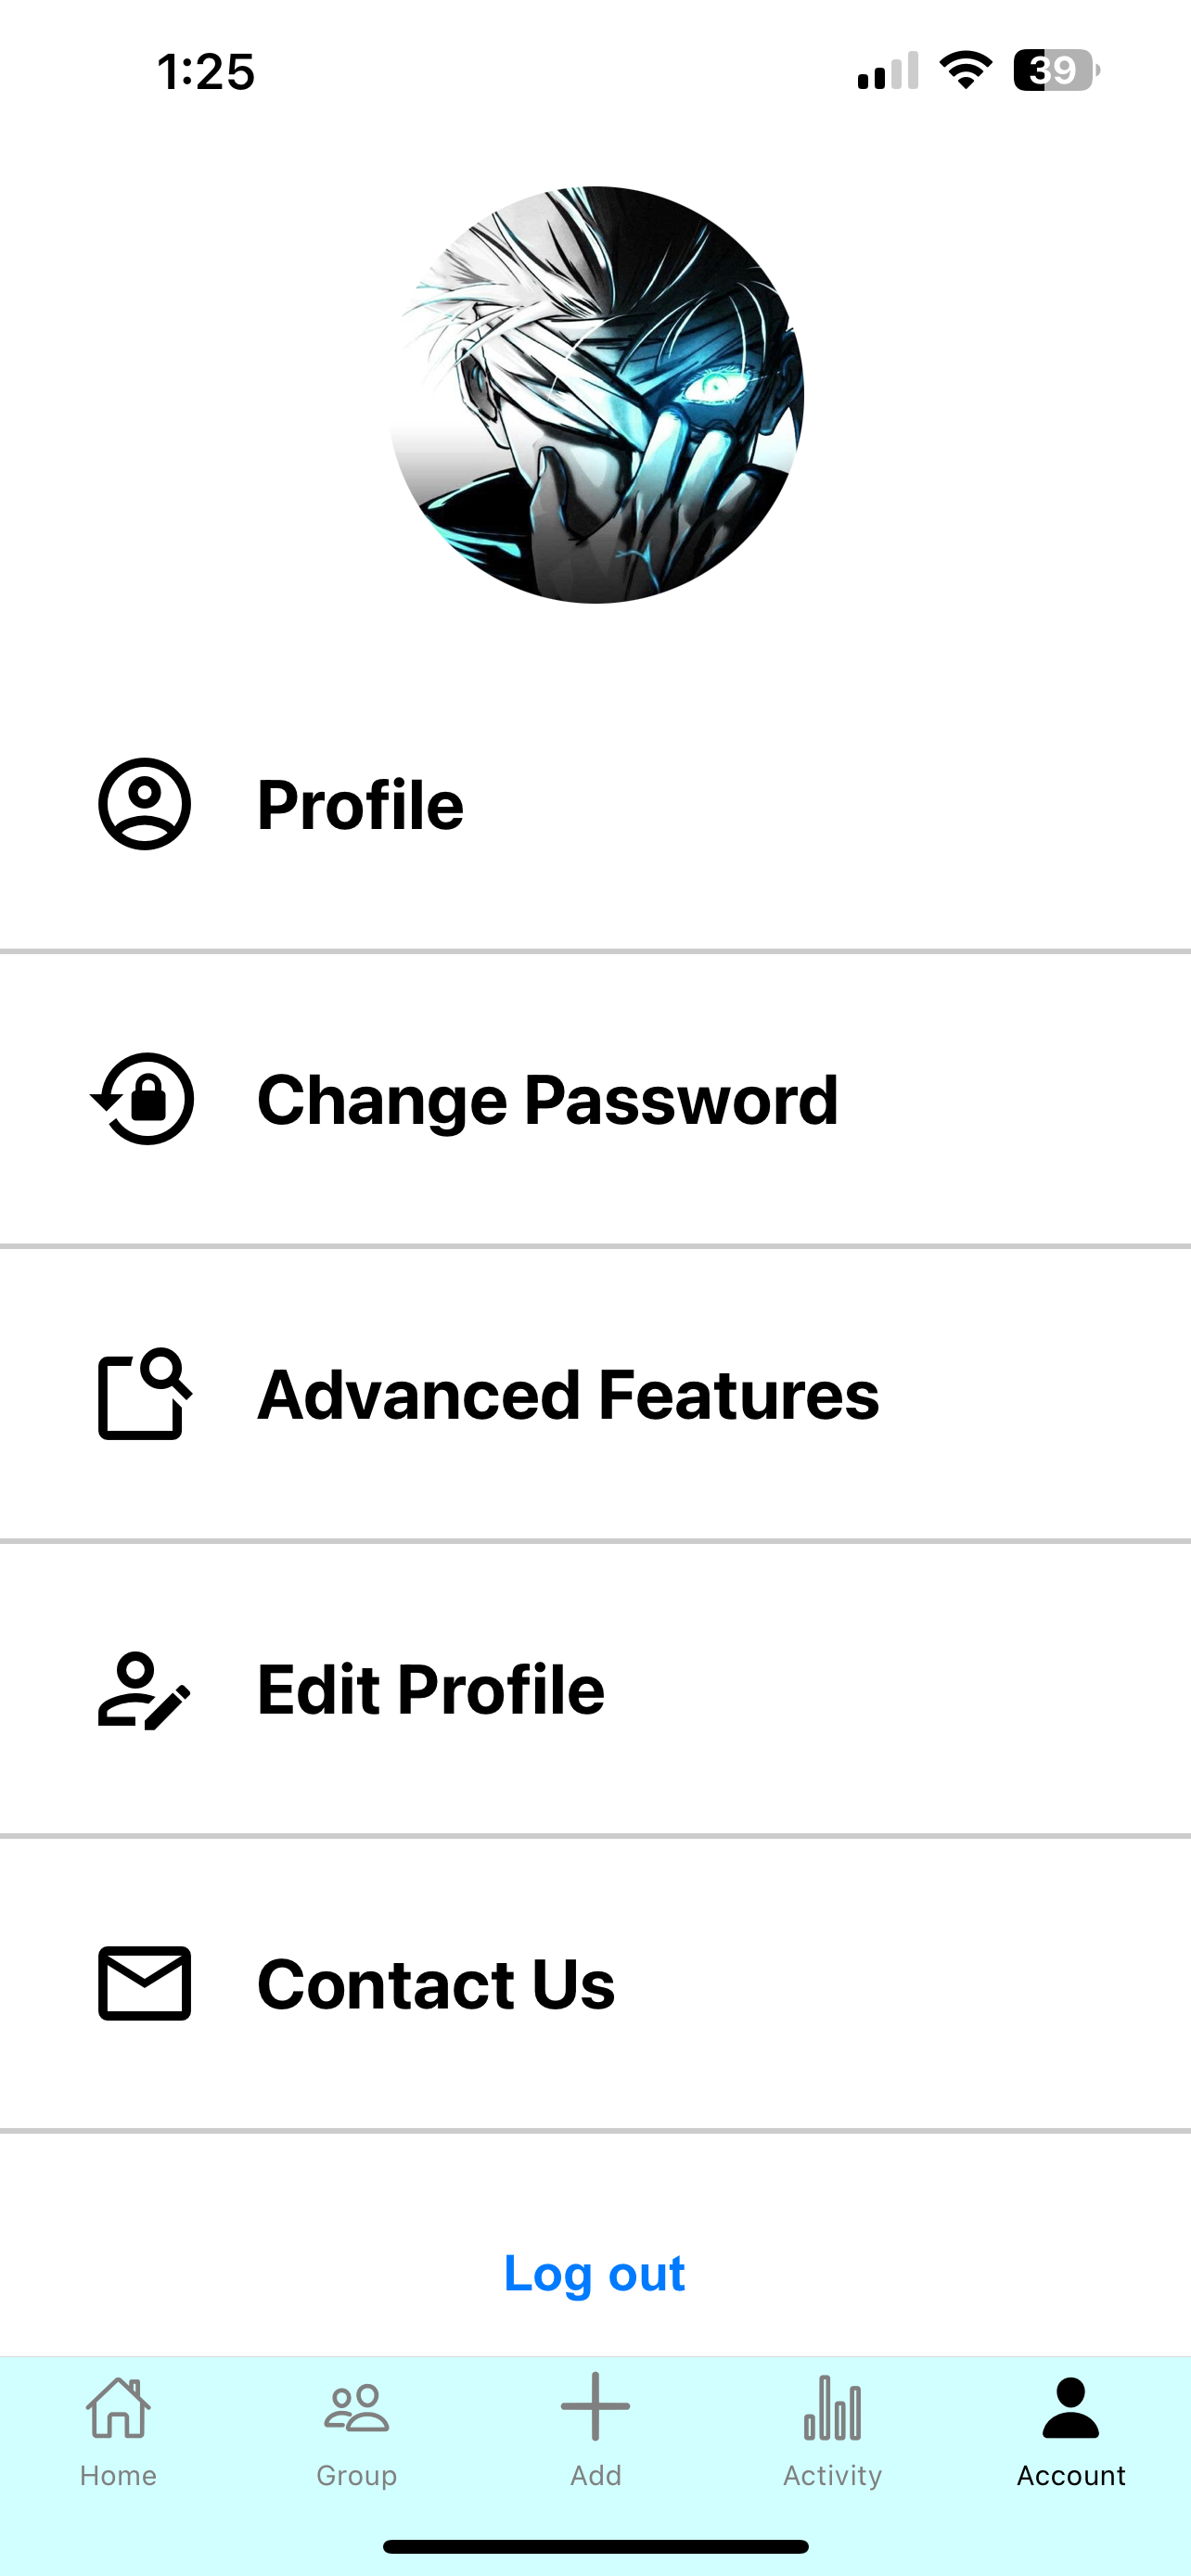 1:25
39
Profile
Change Password
Advanced Features
Edit Profile
Contact Us
Log out
Home
Group
Add
Activity
Account